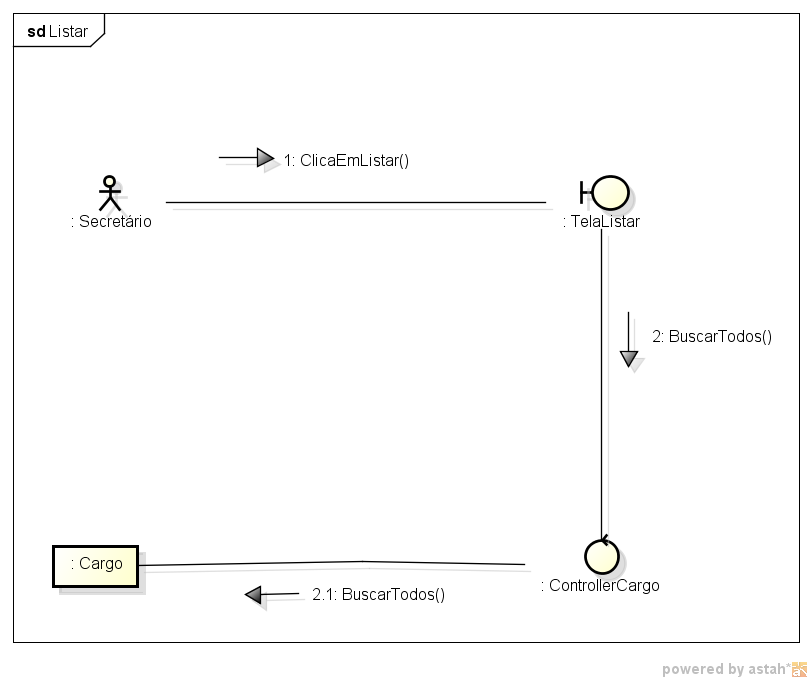 sd Listar
1: ClicaEmListar()
: Secretário
: TelaListar
2: BuscarTodos()
: Cargo
: ControllerCargo
2.1: BuscarTodos()
powered by astah*